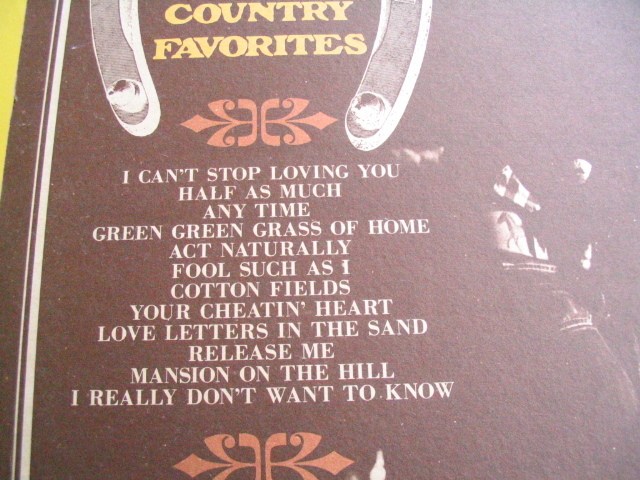 COUNTRY
FAVORITES
I CAN'T STOP LOVING YOU
HALF AS MUCH
ANY TIME
GREEN GREEN GRASS OF HOME
ACT NATURALLY
FOOL SUCH AS I
COTTON FIELDS
YOUR CHEATIN' HEART
LOVE LETTERS IN THE SAND
RELEASE ME
MANSION ON THE HILL
I REALLY DON'T WANT TO KNOW